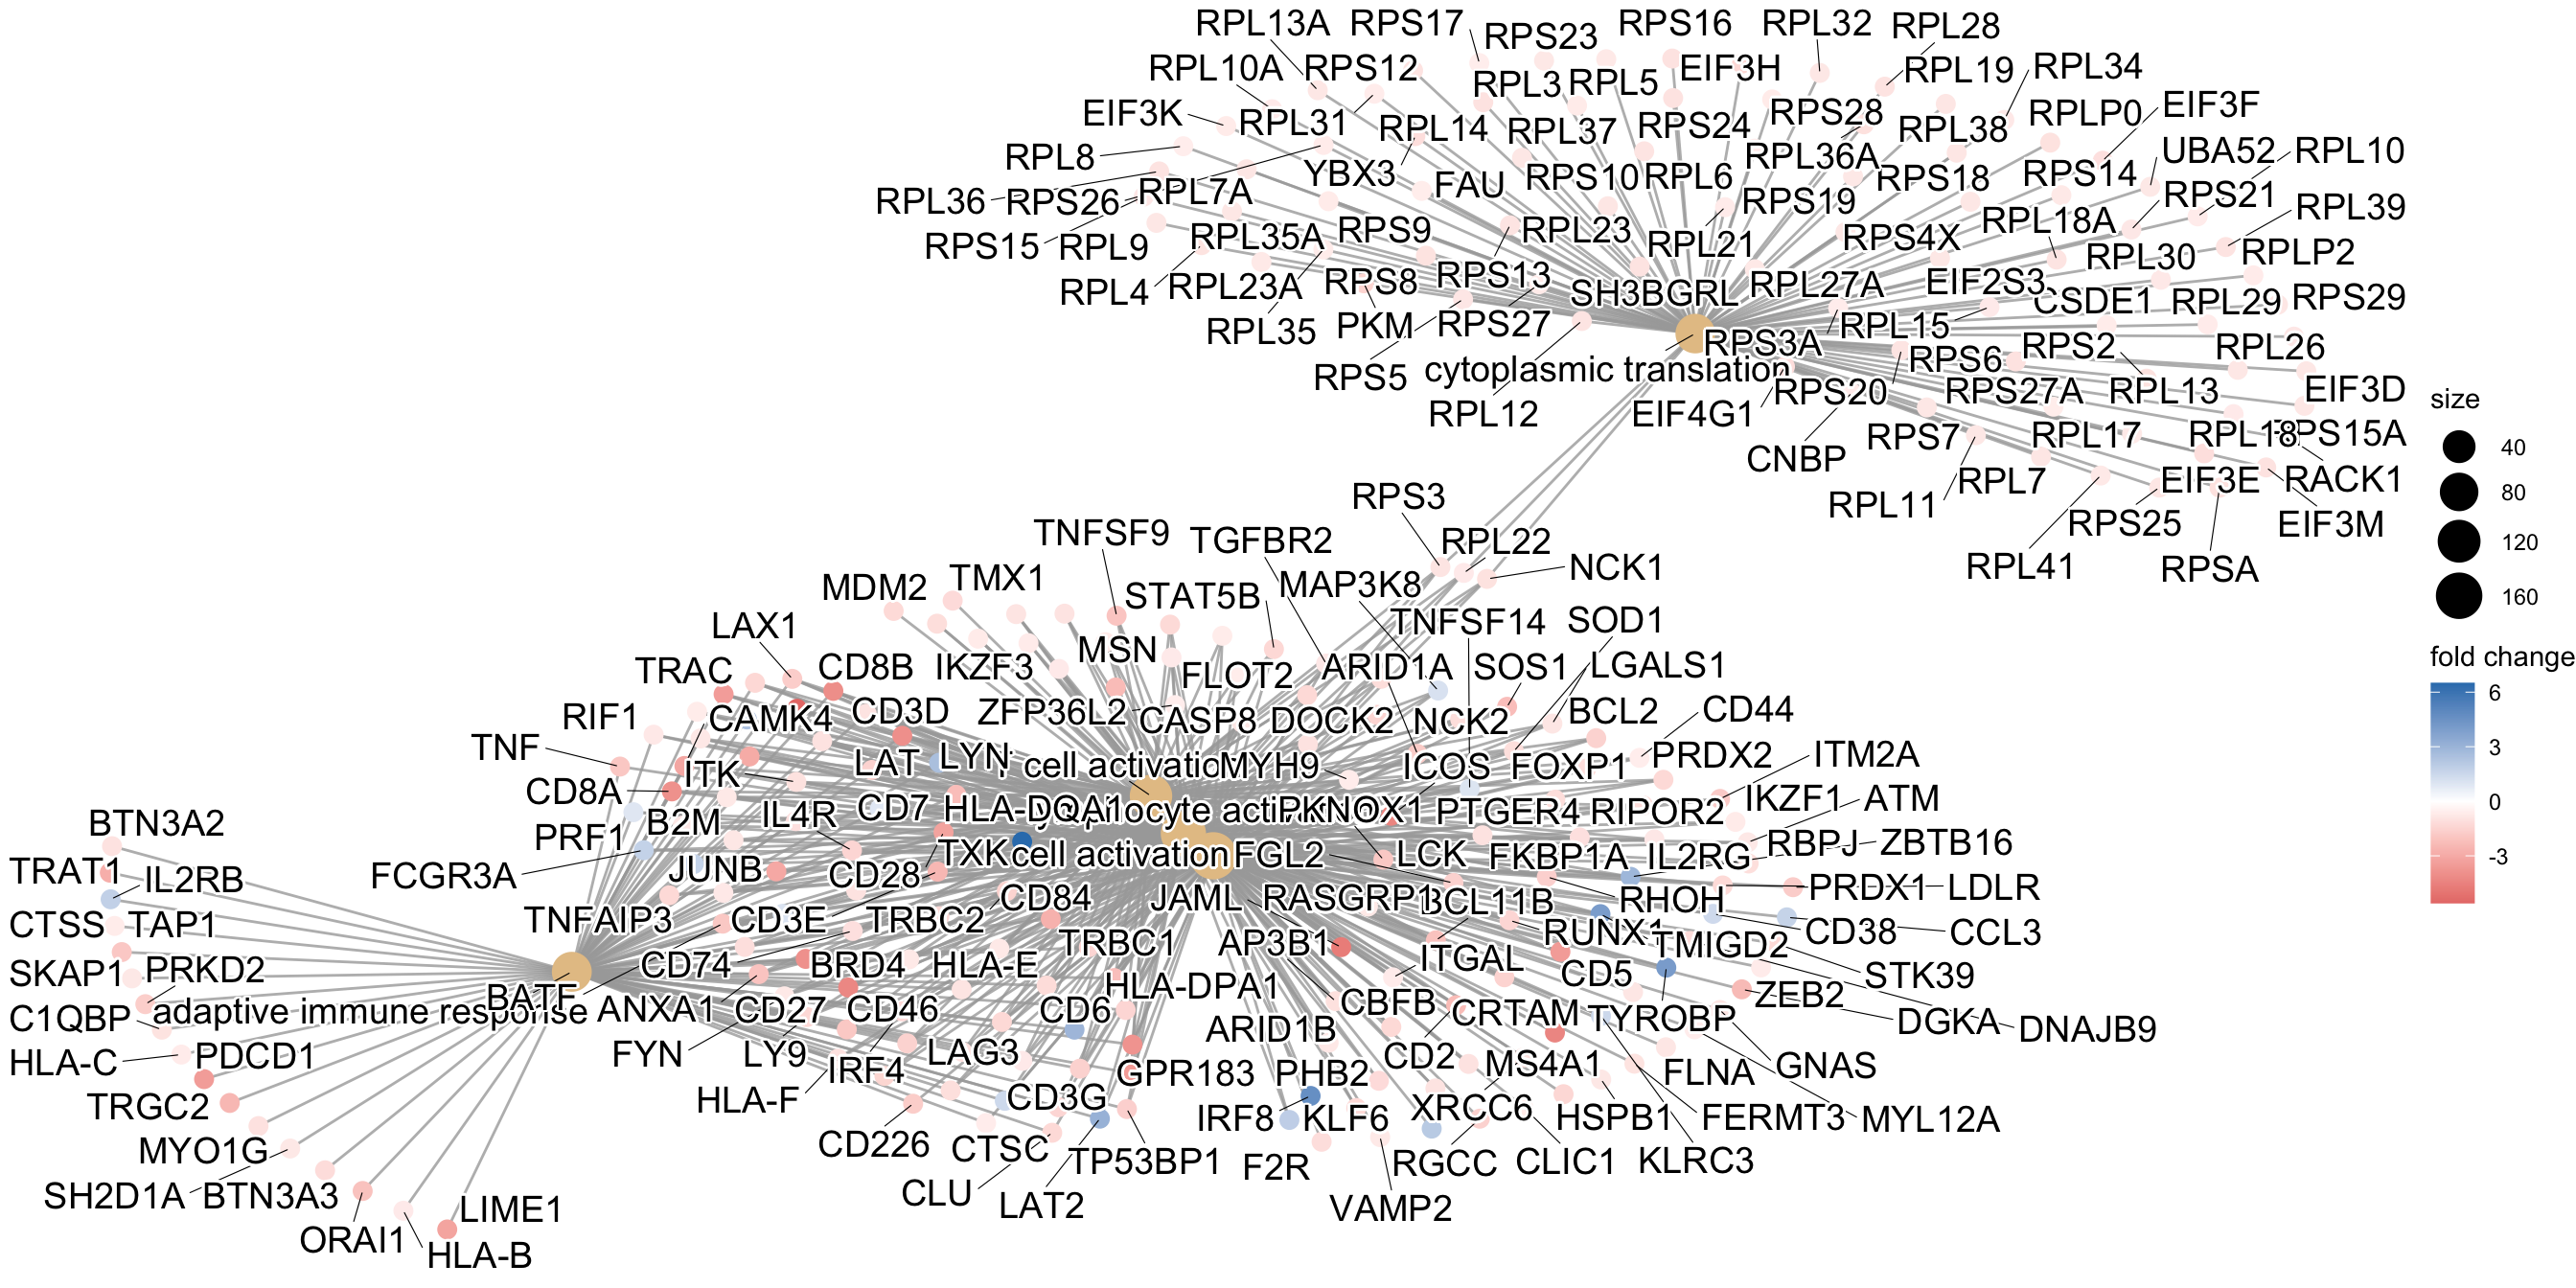 RPL13A RPS17 RPS23 RPS16 RPL32 RPL28
RPL10A RPS12 RPL3 RPL5 EIF3H RPL19 RPL34
EIF3K RPL31 RPL14 RPL37 RPS24 RPS28 RPL38 RPLP0 EIF3F
RPL8 YBX3 FAU RPS10 RPL6 RPL36A RPS18 RPS14 UBA52 RPL10
RPL36 RPS26 RPL7A RPS19 RPS21
RPS15 RPL9 RPL35A RPS9 RPL23 RPL21 RPS4X RPL18A RPL30 RPL39
RPL4 RPL23A RPS8 RPS13 SH3BGRL RPL27A EIF2S3 CSDE1 RPL29 RPLP2
RPS29
RPL35 PKM RPS27 RPS3A RPL15 RPS6 RPS2 RPL26
RPS5 cytoplasmic translation RPS20 RPS27A RPL13 EIF3D
RPL12 EIF4G1 CNBP RPS7 RPL17 RPL18 RPS15A
RPL11 RPL7 EIF3E RACK1
RPS25 EIF3M
RPL41 RPSA
RPS3
TNFSF9 TGFBR2 RPL22 NCK1
MDM2 TMX1 STAT5B MAP3K8
LAX1 TNFSF14 SOD1
TRAC CD8B IKZF3 MSN FLOT2 ARID1A SOS1 LGALS1
RIF1 CAMK4 CD3D ZFP36L2 CASP8 DOCK2 NCK2 BCL2 CD44
TNF ITK LAT LYN cell activation MYH9 ICOS FOXP1 PRDX2 ITM2A
CD8A IL4R CD7 HLA-DQA1 PKNOX1 PTGER4 RIPOR2 IKZF1 ATM
PRF1 B2M
FCGR3A JUNB CD28 TXK cell activation FGL2 LCK FKBP1A IL2RG RBPJ ZBTB16
TNFAIP3 CD3E TRBC2 CD84 JAML RASGRP1 BCL11B RHOH PRDX1 LDLR
CD74 BRD4 HLA-E TRBC1 AP3B1 ITGAL RUNX1 TMIGD2 CD38 CCL3
BATF ANXA1 CD27 CD46 CD6 HLA-DPA1 CBFB CRTAM CD5 TYROBP ZEB2 STK39
FYN LY9 IRF4 LAG3 ARID1B CD2 MS4A1 FLNA GNAS DGKA DNAJB9
HLA-F CD3G GPR183 PHB2
CD226 CTSC TP53BP1 IRF8 KLF6 XRCC6 HSPB1 FERMT3 MYL12A
CLU LAT2 F2R RGCC CLIC1 KLRC3
VAMP2
BTN3A2
TRAT1 IL2RB
CTSS TAP1
SKAP1 PRKD2
C1QBP adaptive immune response
HLA-C PDCD1
TRGC2
MYO1G
SH2D1A BTN3A3
ORAI1 LIME1
HLA-B
size
40
80
120
160
fold change
6
3
0
-3